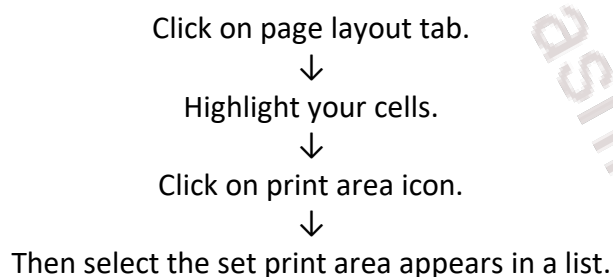 Click on page layout tab.
↓
Highlight your cells.
↓
Click on print area icon.
↓
Then select the set print area appears in a list.